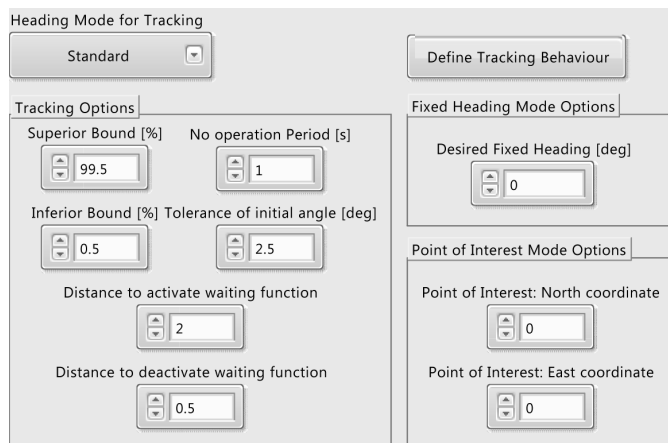 Heading Mode for Tracking
Standard
Define Tracking Behaviour
Tracking Options
Superior Bound [%]
No operation Period [s]
99.5
1
Inferior Bound [%]
Tolerance of initial angle [deg]
0.5
2.5
Distance to activate waiting function
2
Distance to deactivate waiting function
0.5
Fixed Heading Mode Options
Desired Fixed Heading [deg]
0
Point of Interest Mode Options
Point of Interest: North coordinate
0
Point of Interest: East coordinate
0